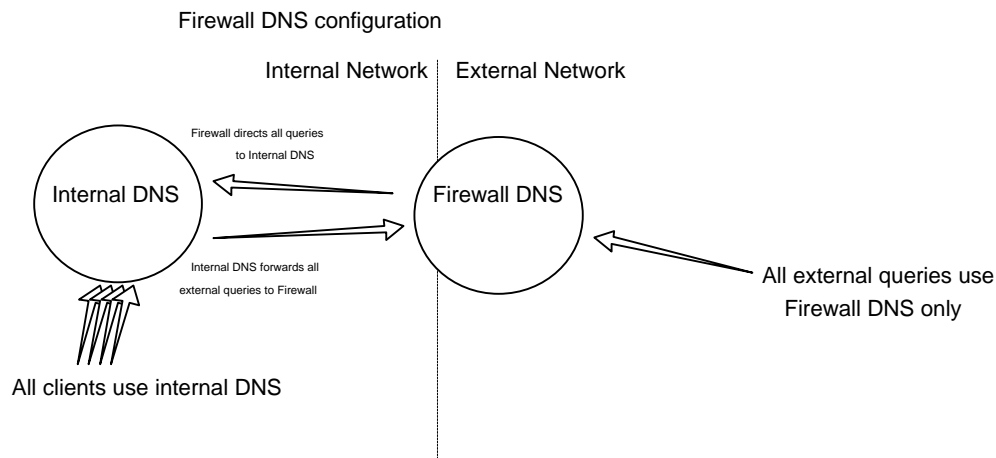 Firewall DNS configuration
Internal Network
External Network
Firewall directs all queries
to Internal DNS
Internal DNS
Firewall DNS
Internal DNS forwards all
external queries to Firewall
All external queries use
Firewall DNS only
All clients use internal DNS